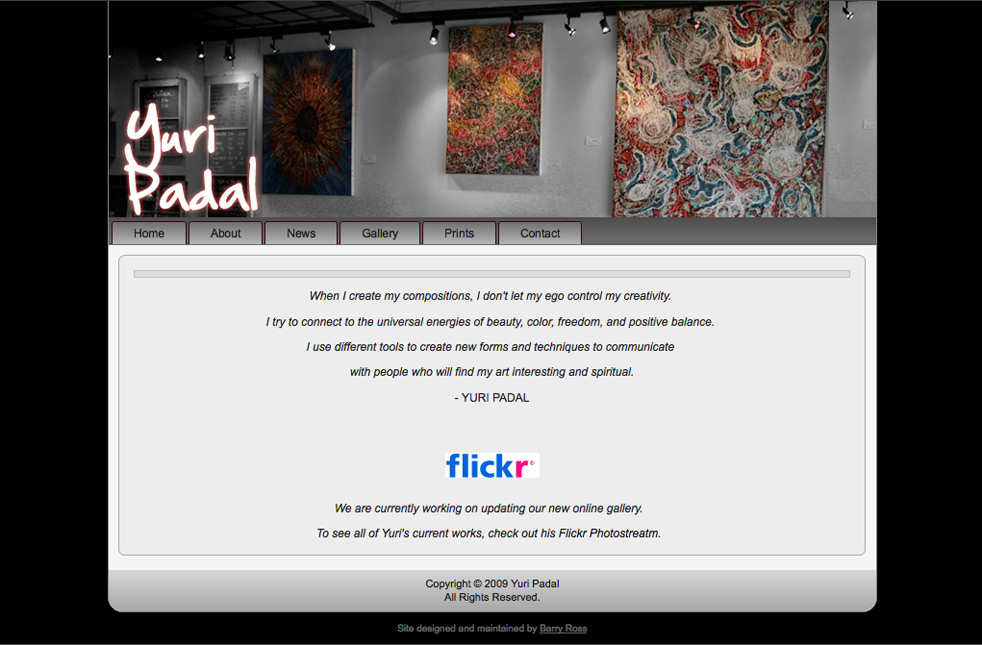 Yuri
Padal
Home About News Gallery Prints Contact
When I create my compositions, I don't let my ego control my creativity.
I try to connect to the universal energies of beauty, color, freedom, and positive balance.
I use different tools to create new forms and techniques to communicate
with people who will find my art interesting and spiritual.
- YURI PADAL
flickr®
We are currently working on updating our new online gallery.
To see all of Yuri's current works, check out his Flickr Photostreatm.
Copyright © 2009 Yuri Padal
All Rights Reserved.
Site designed and maintained by Barry Ross